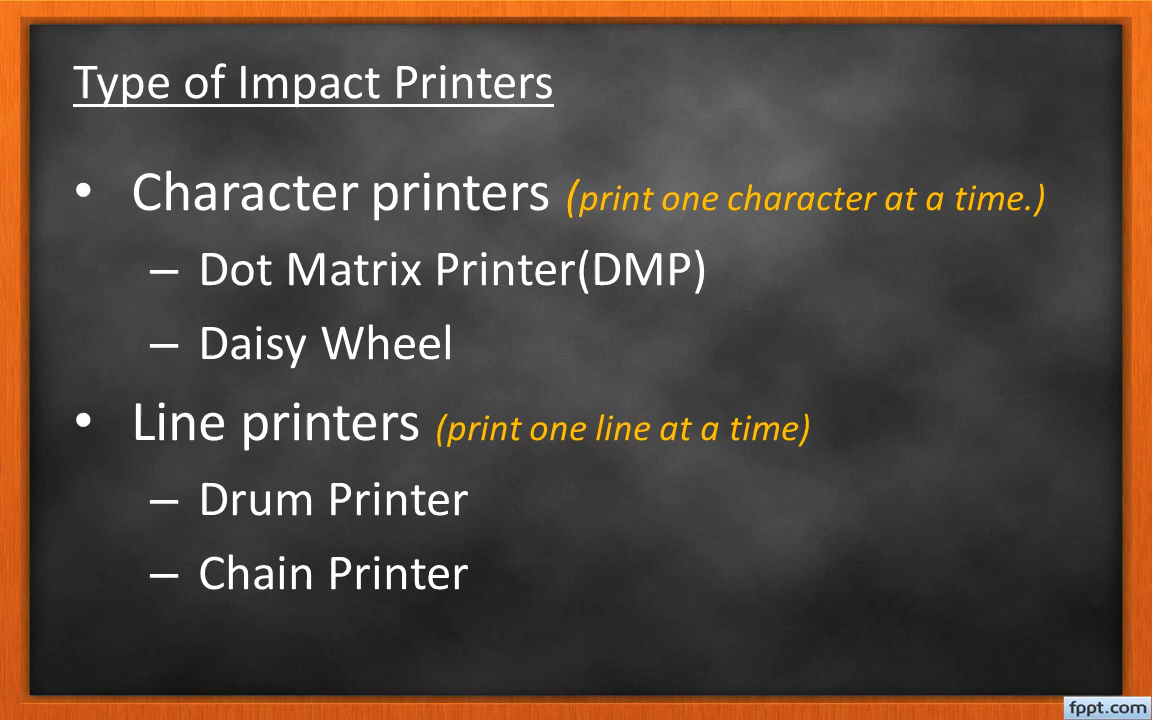 Type of Impact Printers
• Character printers (print one character at a time.)
– Dot Matrix Printer(DMP)
– Daisy Wheel
• Line printers (print one line at a time)
– Drum Printer
– Chain Printer
fppt.com